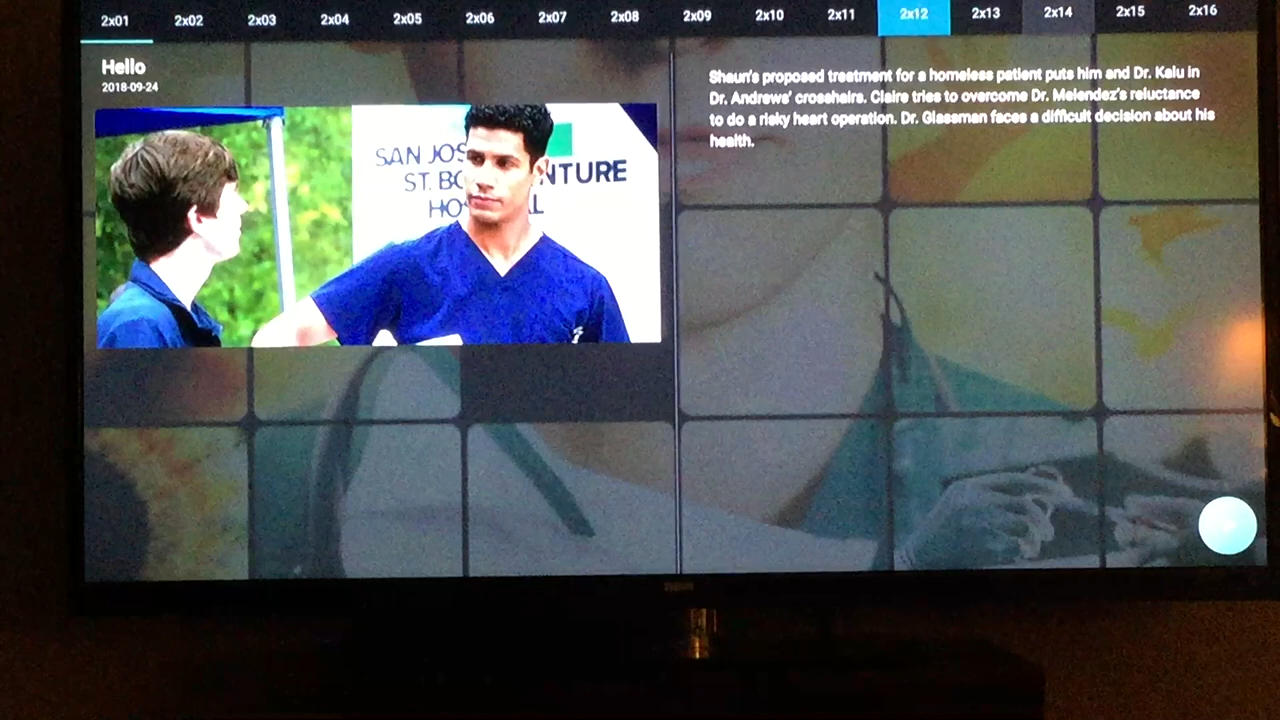 2x01 2x02 2x03 2x04 2x05 2x06 2x07 2x08 2x09 2x10 2x11 2x12 2x13 2x14 2x15 2x16
Hello
2018-09-24
Shaun's proposed treatment for a homeless patient puts him and Dr. Kalu in
Dr. Andrews' crosshairs. Claire tries to overcome Dr. Melendez's reluctance
to do a risky heart operation. Dr. Glassman faces a difficult decision about his
health.
SAN JOS
ST. BO NTURE
HO AL